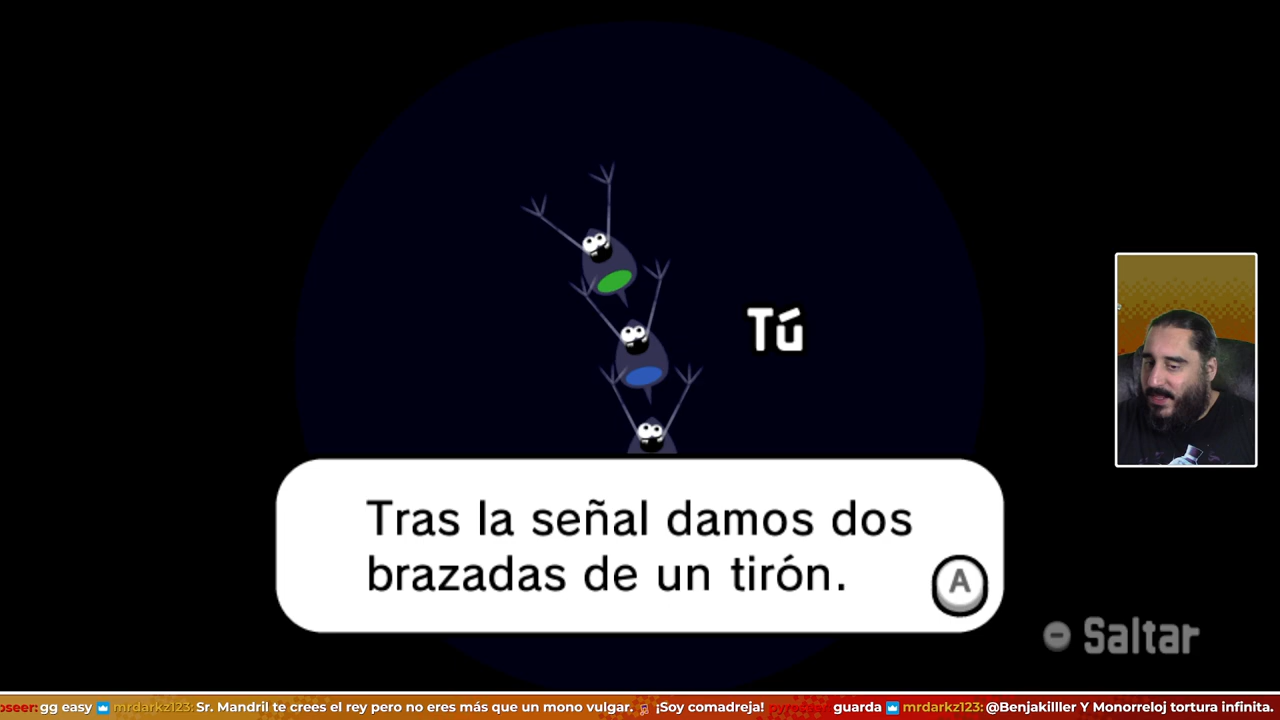 Tú
Tras la señal damos dos
brazadas de un tirón.
A
Saltar
oseer: gg easy mrdarkz123: Sr. Mandril te crees el rey pero no eres más que un mono vulgar. ¡Soy comadreja! guarda mrdarkz123: @Benjakilller Y Monorreloj tortura infinita.